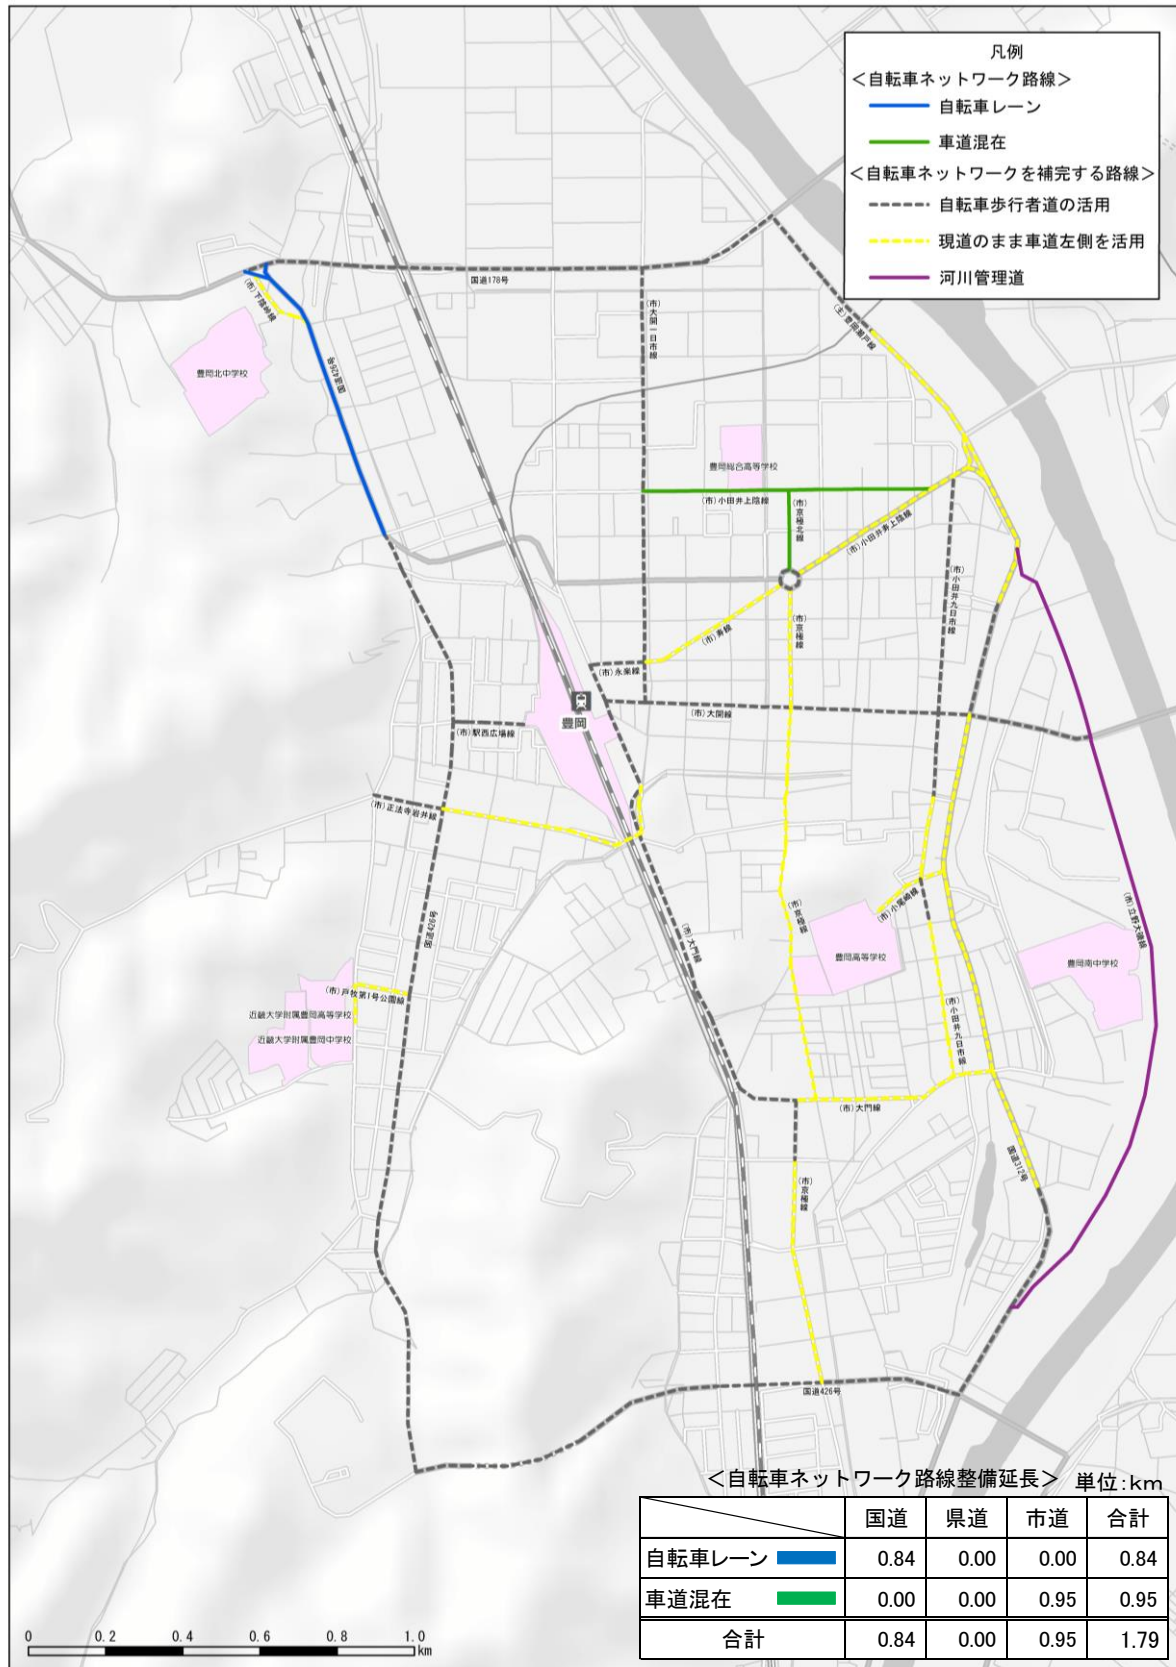 凡例
＜自転車ネットワーク路線＞
自転車レーン
車道混在
＜自転車ネットワークを補完する路線＞
自転車歩行者道の活用
現道のまま車道左側を活用
河川管理道
国道178号
(市)下陰峠線
(市)大開一日市線
(主)豊岡瀬戸線
豊岡北中学校
国道426号
豊岡総合高等学校
(市)小田井上陰線
(市)京極北線
(市)小田井寿上陰線
(市)小田井九日市線
(市)京極線
(市)寿線
(市)永楽線
(市)大開線
豊岡
(市)駅西広場線
(市)正法寺岩井線
国道426号
(市)大門線
(市)京極線
(市)小尾崎線
豊岡高等学校
(市)立野大磯線
豊岡南中学校
(市)戸牧第1号公園線
近畿大学附属豊岡高等学校
近畿大学附属豊岡中学校
(市)小田井九日市線
(市)大門線
国道312号
(市)京極線
国道426号
＜自転車ネットワーク路線整備延長＞ 単位:km
国道 県道 市道 合計
自転車レーン 0.84 0.00 0.00 0.84
車道混在 0.00 0.00 0.95 0.95
合計 0.84 0.00 0.95 1.79
0 0.2 0.4 0.6 0.8 1.0
km